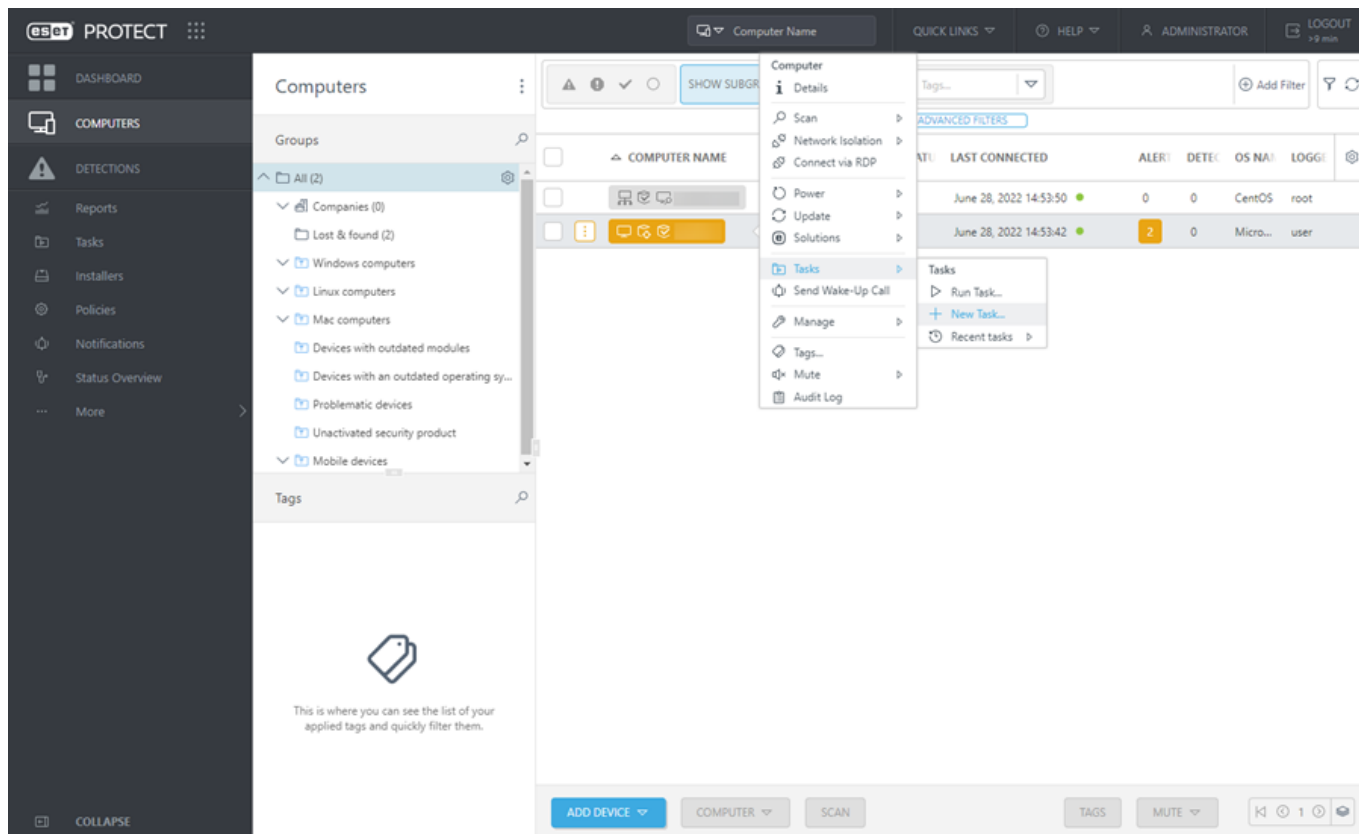 eset PROTECT
Computer Name
QUICK LINKS
HELP
ADMINISTRATOR
LOGOUT
>9 min
DASHBOARD
COMPUTERS
DETECTIONS
Reports
Tasks
Installers
Policies
Notifications
Status Overview
More
COLLAPSE
Computers
Groups
All (2)
Companies (0)
Lost & found (2)
Windows computers
Linux computers
Mac computers
Devices with outdated modules
Devices with an outdated operating sy...
Problematic devices
Unactivated security product
Mobile devices
Tags
This is where you can see the list of your
applied tags and quickly filter them.
SHOW SUBGR
Tags...
Add Filter
ADVANCED FILTERS
COMPUTER NAME
ATU
LAST CONNECTED
ALER
DETE
OS NA
LOGGE
June 28, 2022 14:53:50
0
0
CentOS
root
June 28, 2022 14:53:42
2
0
Micro...
user
Computer
Details
Scan
Network Isolation
Connect via RDP
Power
Update
Solutions
Tasks
Send Wake-Up Call
Manage
Tags...
Mute
Audit Log
Tasks
Run Task...
New Task...
Recent tasks
ADD DEVICE
COMPUTER
SCAN
TAGS
MUTE
1